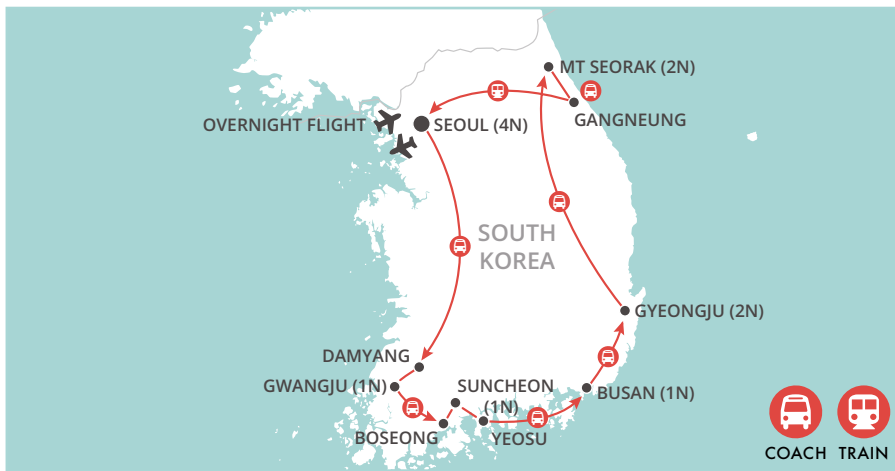 MT SEORAK (2N)
GANGNEUNG
OVERNIGHT FLIGHT
SEOUL (4N)
SOUTH
KOREA
GYEONGJU (2N)
DAMYANG
GWANGJU (1N)
SUNCHEON
(1N)
BUSAN (1N)
BOSEONG
YEOSU
COACH
TRAIN